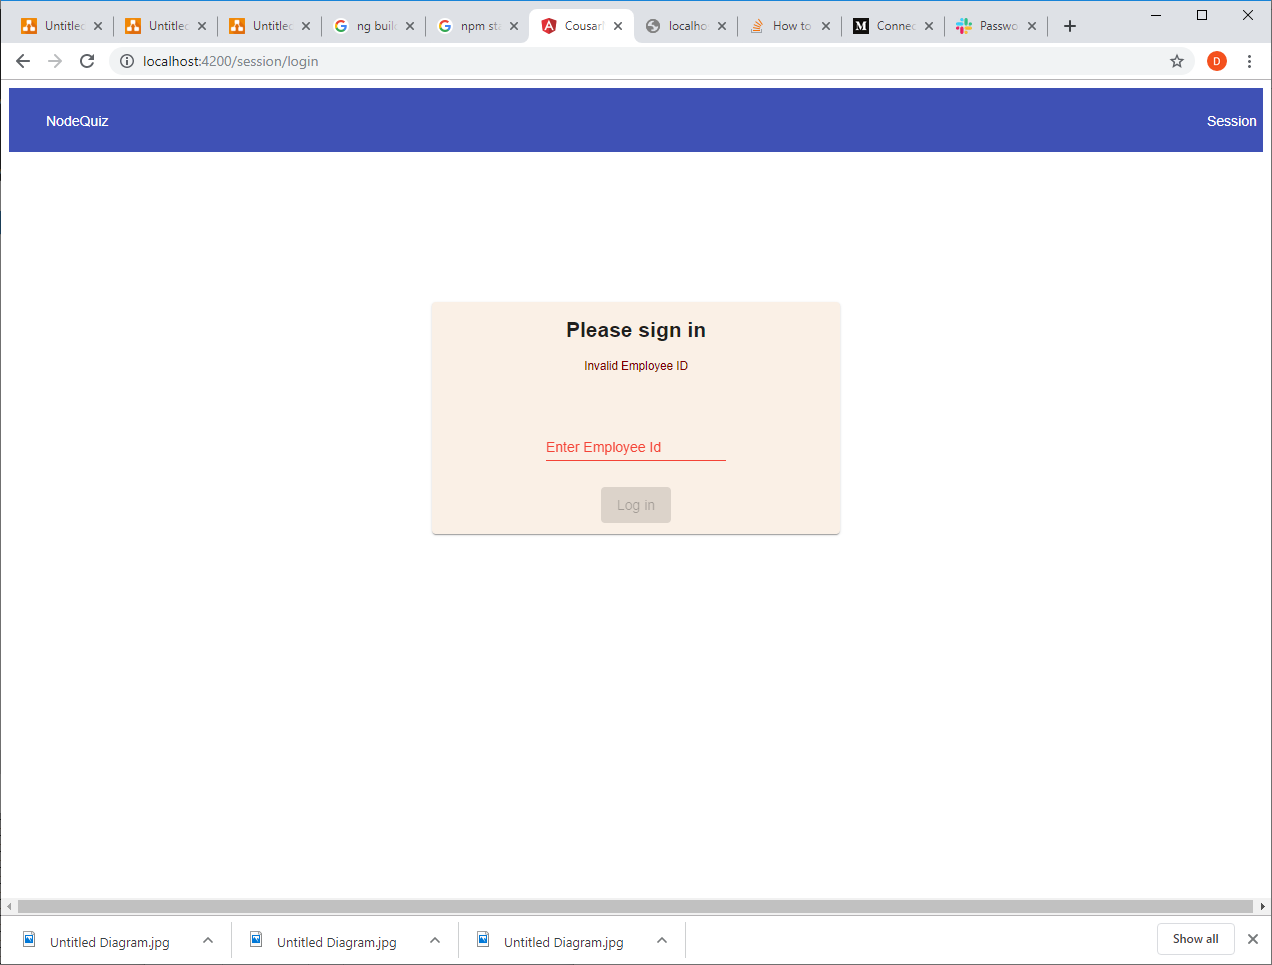 Untitled
Untitled
Untitled
ng buil
npm sta
Cousar
localho
How to
Connec
Passwo
localhost:4200/session/login
D
NodeQuiz
Session
Please sign in
Invalid Employee ID
Enter Employee Id
Log in
Untitled Diagram.jpg
Untitled Diagram.jpg
Untitled Diagram.jpg
Show all